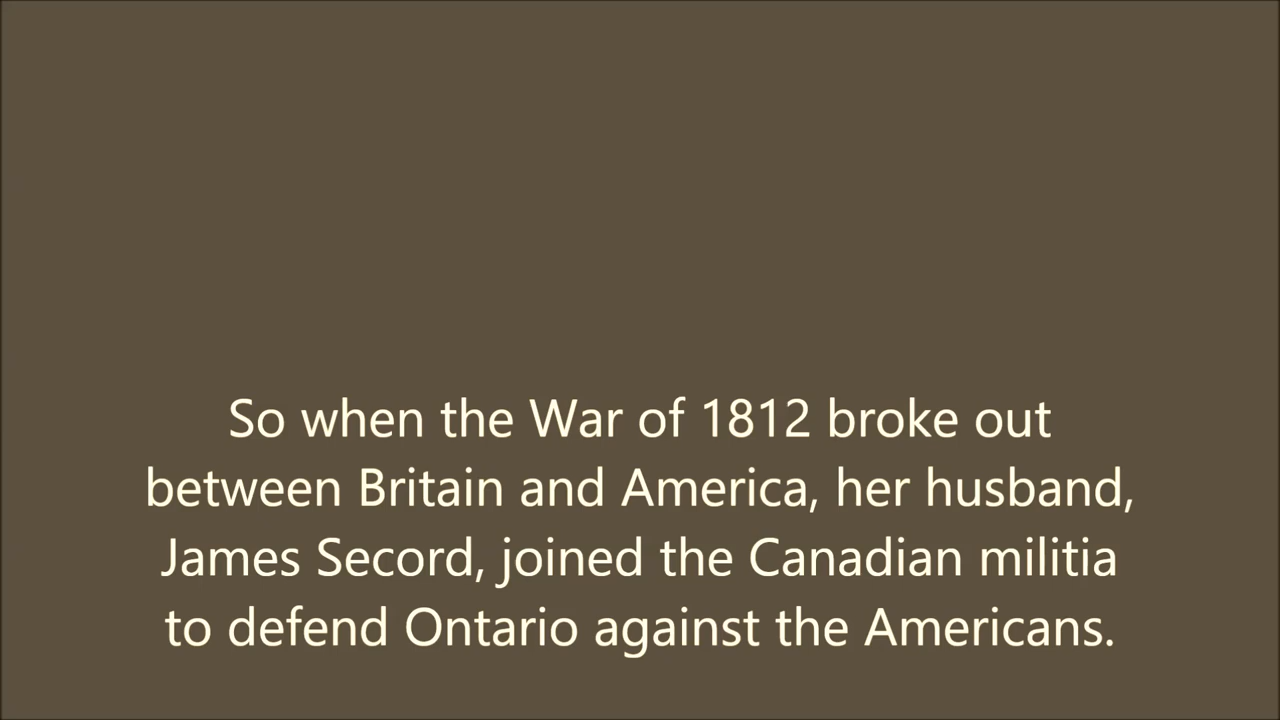 So when the War of 1812 broke out
between Britain and America, her husband,
James Secord, joined the Canadian militia
to defend Ontario against the Americans.